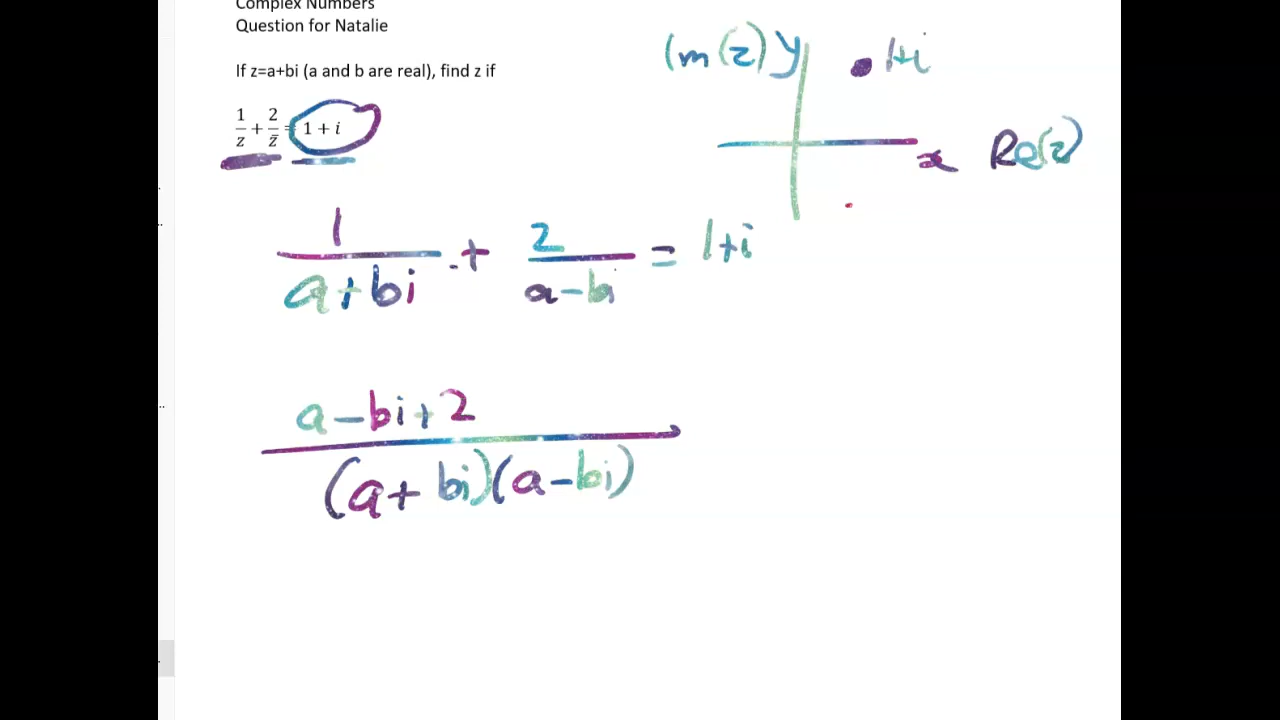 Complex Numbers
Question for Natalie
If z=a+bi (a and b are real), find z if
1/z + 2/z̄ = 1 + i
Im(z) y
1+i
x Re(z)
1/(a+bi) + 2/(a-bi) = 1+i
a-bi+2
(a+bi)(a-bi)